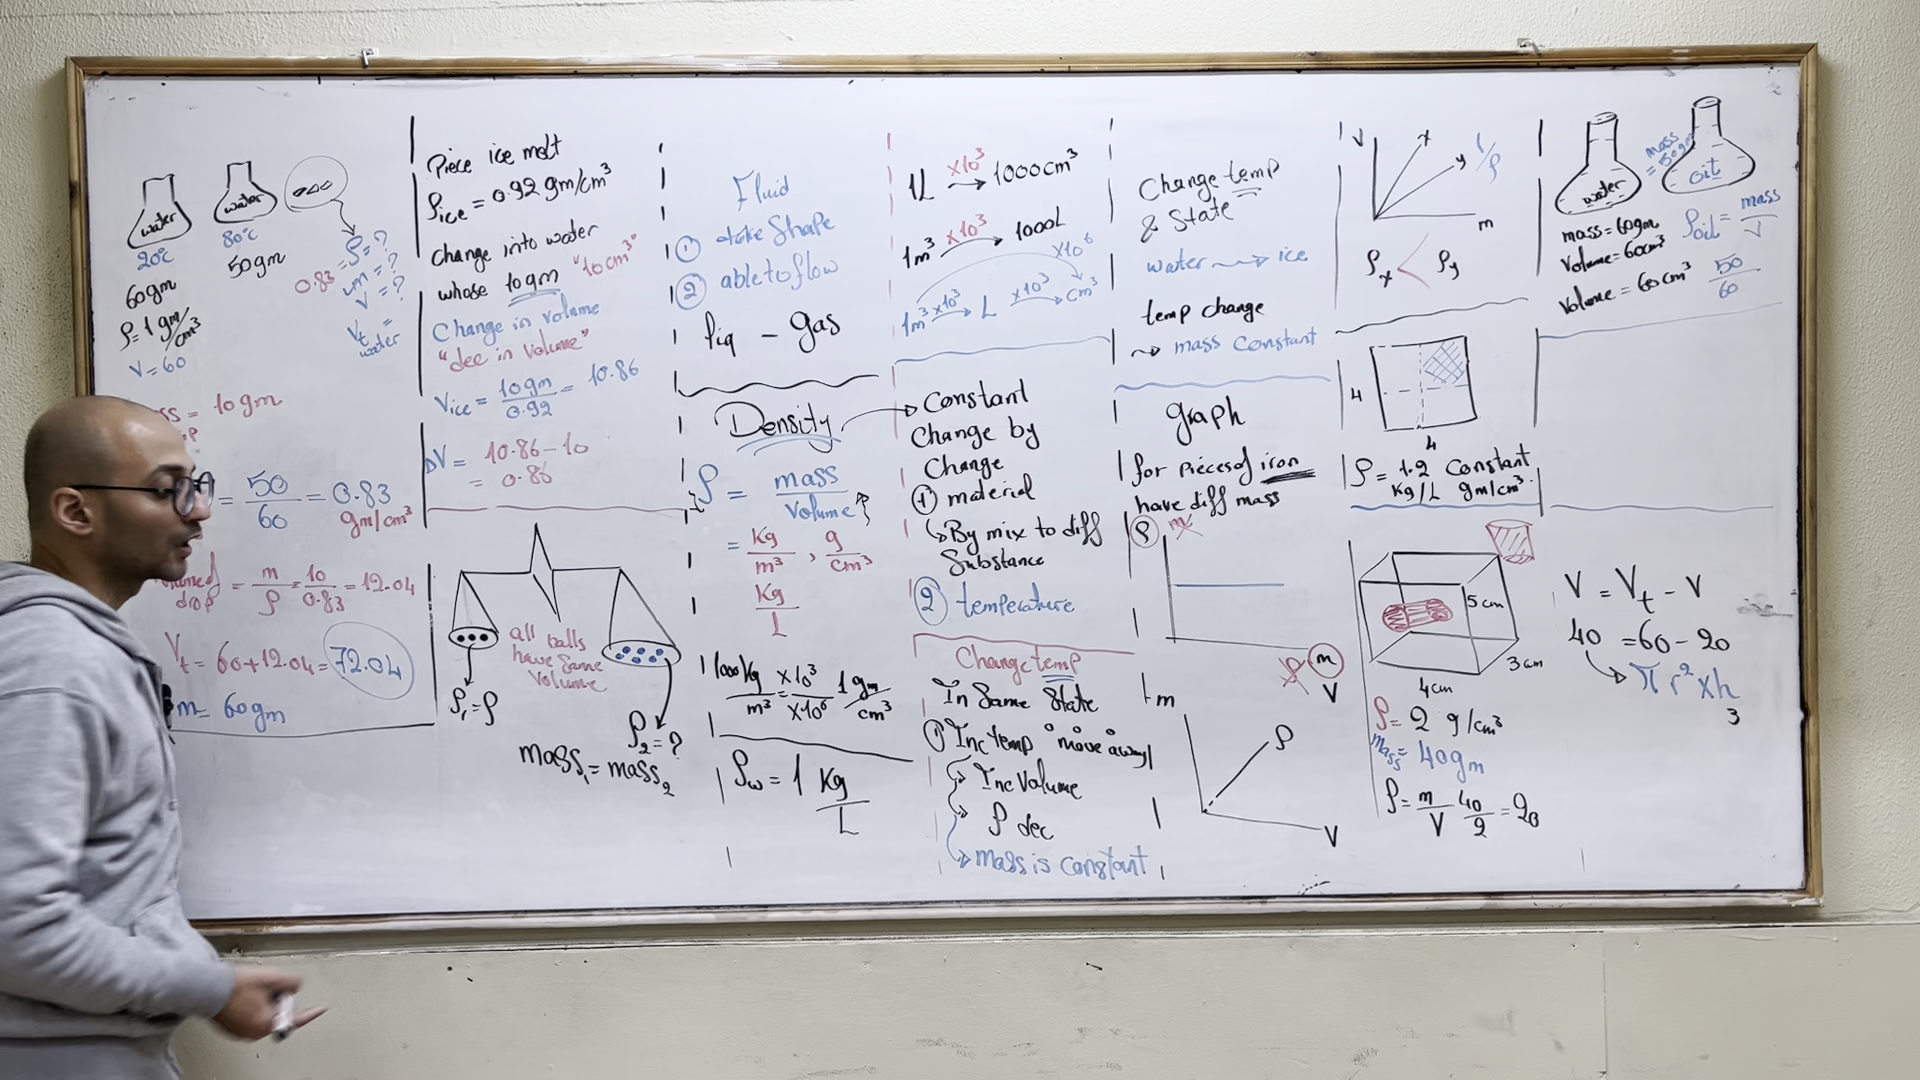 water
20°c
60gm
ρ=1 gm/cm³
V=60
water
80°c
50gm
0.83 = ρ=?
m=?
V=?
Vt =
water
= 10gm
= 50/60 = 0.83
gm/cm³
drop = m/ρ = 10/0.83 = 12.04
Vt = 60+12.04 = 72.04
m= 60gm
Piece ice melt
ρice = 0.92 gm/cm³
Change into water
whose 10gm "10cm³"
Change in volume
"dec in volume"
Vice = 10gm/0.92 = 10.86
ΔV = 10.86-10
= 0.86
all balls
have same
volume
ρ1=ρ
ρ2=?
mass1 = mass2
Fluid
① take shape
② able to flow
liq - gas
Density
ρ = mass/Volume
= Kg/m³ , g/cm³
Kg/L
1000Kg/m³ = x10³/x10⁶ 1gm/cm³
ρw = 1 Kg/L
1L x10³ → 1000cm³
1m³ x10³ → 1000L
x10⁶
1m³ x10³ → L x10³ → cm³
Constant
Change by
Change
① material
By mix to diff
Substance
② temperature
Change temp
In Same State
① Inc temp "move away"
Inc Volume
ρ dec
mass is constant
Change temp
& State
water → ice
temp change
→ mass Constant
graph
for pieces of iron
have diff mass
ρ m
ρ m
V
m
ρ
V
V
x
y 1/ρ
m
ρx < ρy
4
4
ρ = 1.2 Constant
Kg/L gm/cm³.
5cm
3cm
4cm
ρ= 2 g/cm³
mass= 40gm
ρ= m/V 40/2 = 20
water
mass
= 50gm
oil
mass = 60gm
Volume = 60cm³
ρoil = mass/V
Volume = 60cm³
50/60
V = Vt - V
40 = 60 - 20
πr²xh
3